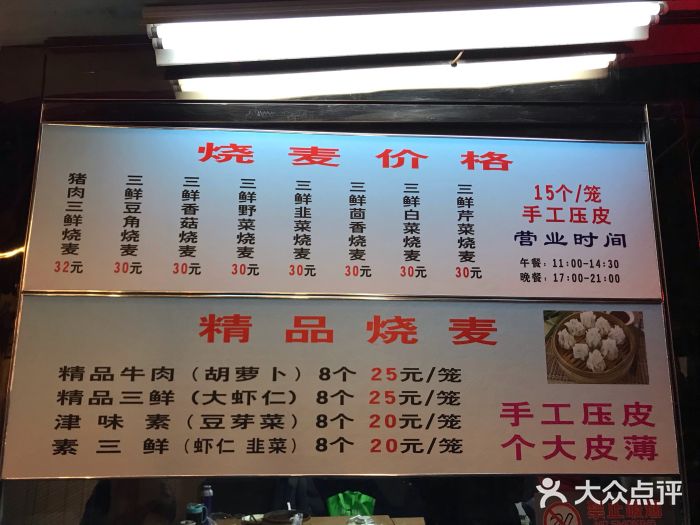 烧麦价格
猪肉三鲜烧麦
32元
三鲜豆角烧麦
30元
三鲜香菇烧麦
30元
三鲜野菜烧麦
30元
三鲜韭菜烧麦
30元
三鲜茴香烧麦
30元
三鲜白菜烧麦
30元
三鲜芹菜烧麦
30元
15个/笼
手工压皮
营业时间
午餐:11:00-14:30
晚餐:17:00-21:00
精品烧麦
精品牛肉(胡萝卜)8个 25元/笼
精品三鲜(大虾仁)8个 25元/笼
津味素(豆芽菜)8个 20元/笼
素三鲜(虾仁 韭菜)8个 20元/笼
手工压皮
个大皮薄
大众点评